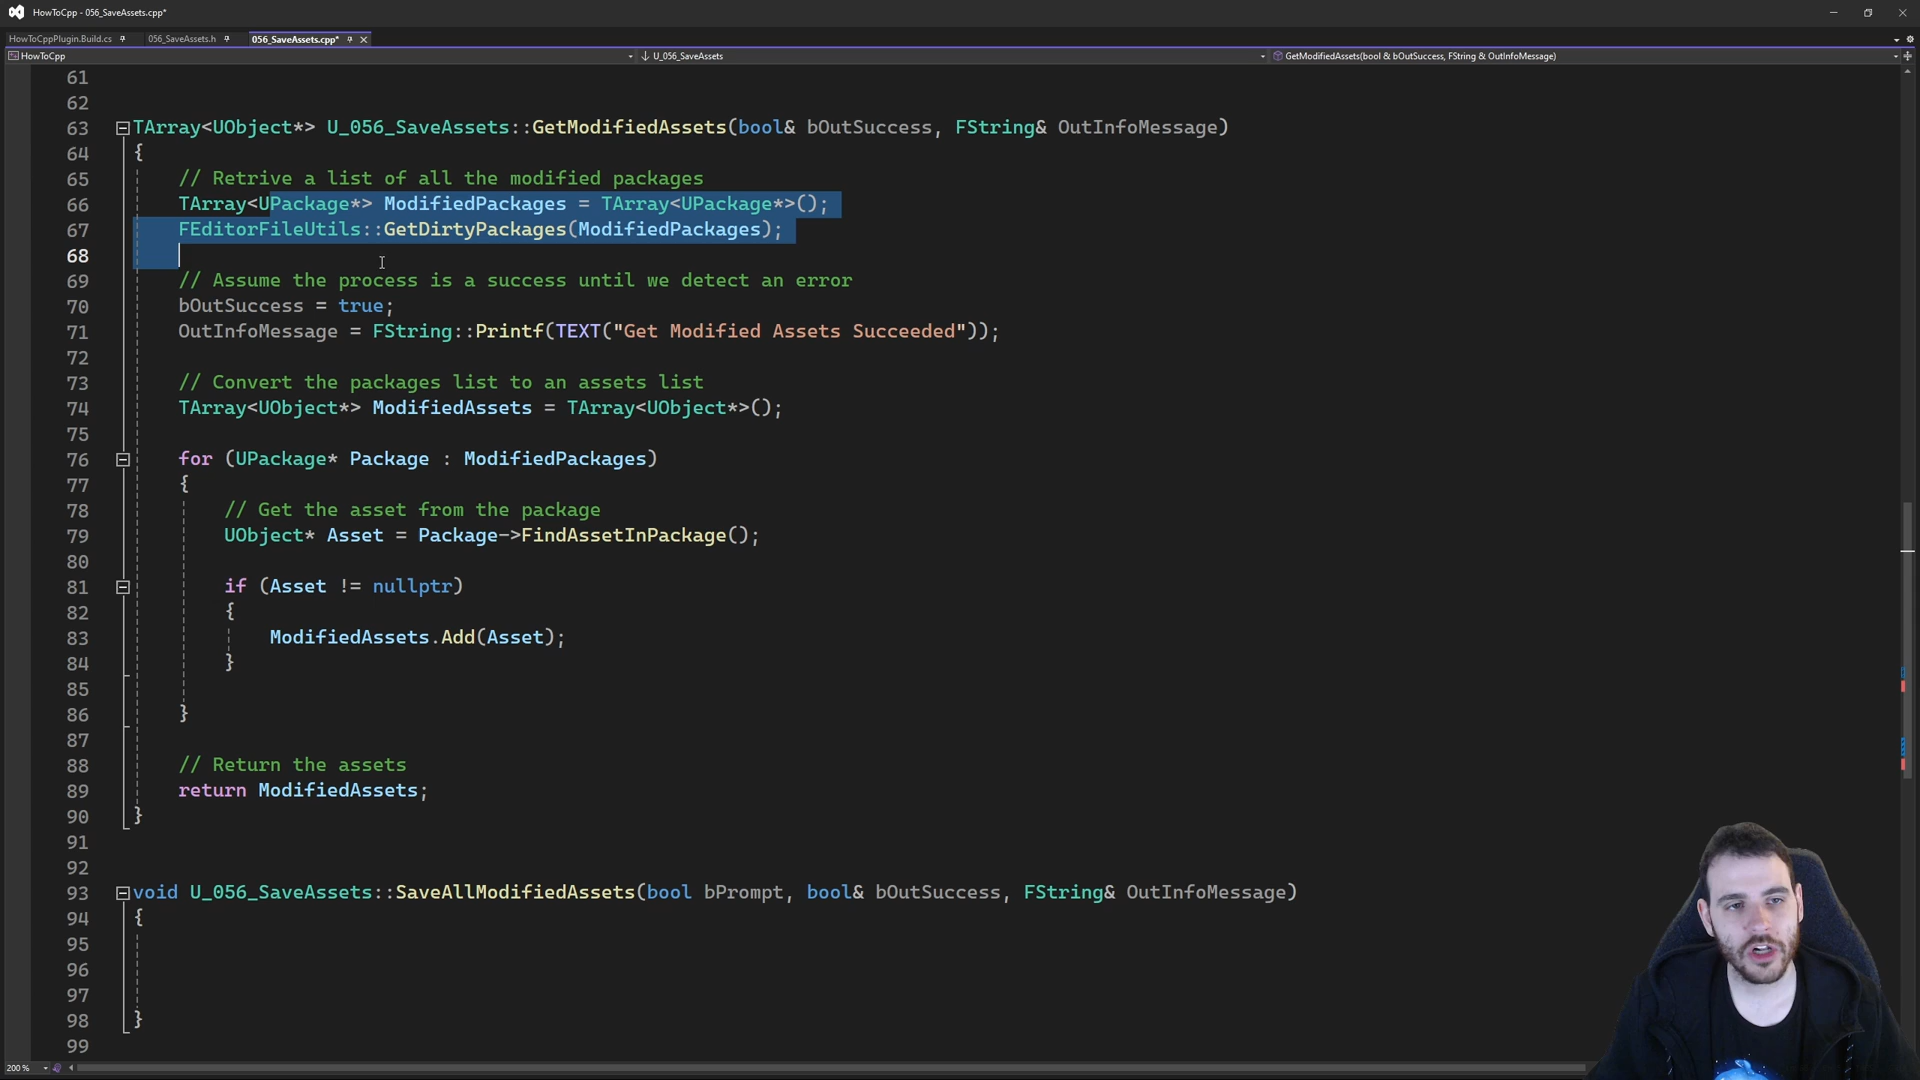 HowToCpp - 056_SaveAssets.cpp*
HowToCppPlugin.Build.cs 056_SaveAssets.h 056_SaveAssets.cpp*
HowToCpp U_056_SaveAssets GetModifiedAssets(bool & bOutSuccess, FString & OutInfoMessage)
61
62
63 TArray<UObject*> U_056_SaveAssets::GetModifiedAssets(bool& bOutSuccess, FString& OutInfoMessage)
64 {
65 // Retrive a list of all the modified packages
66 TArray<UPackage*> ModifiedPackages = TArray<UPackage*>();
67 FEditorFileUtils::GetDirtyPackages(ModifiedPackages);
68
69 // Assume the process is a success until we detect an error
70 bOutSuccess = true;
71 OutInfoMessage = FString::Printf(TEXT("Get Modified Assets Succeeded"));
72
73 // Convert the packages list to an assets list
74 TArray<UObject*> ModifiedAssets = TArray<UObject*>();
75
76 for (UPackage* Package : ModifiedPackages)
77 {
78 // Get the asset from the package
79 UObject* Asset = Package->FindAssetInPackage();
80
81 if (Asset != nullptr)
82 {
83 ModifiedAssets.Add(Asset);
84 }
85
86 }
87
88 // Return the assets
89 return ModifiedAssets;
90 }
91
92
93 void U_056_SaveAssets::SaveAllModifiedAssets(bool bPrompt, bool& bOutSuccess, FString& OutInfoMessage)
94 {
95
96
97
98 }
99
200 %